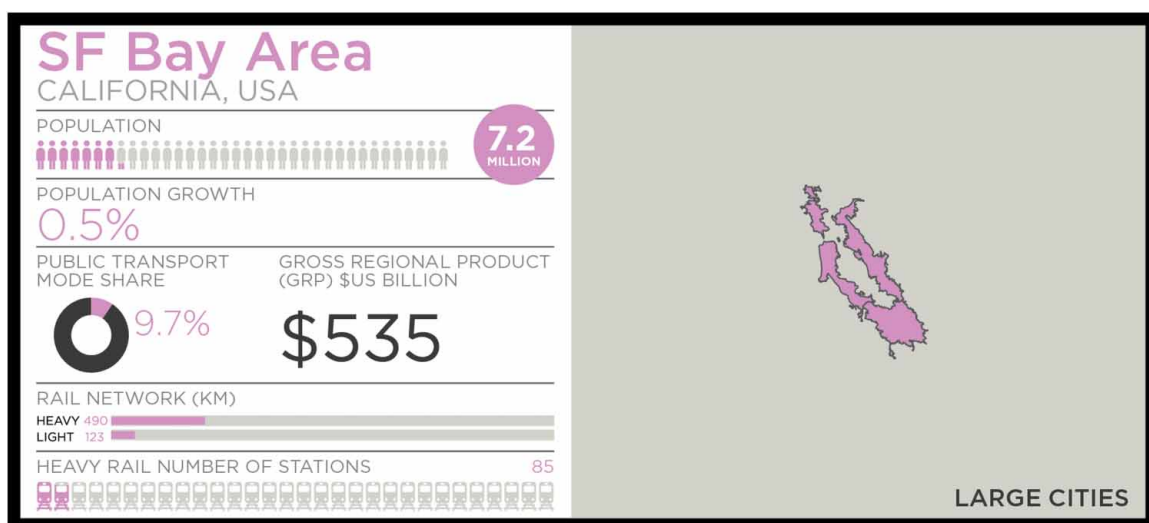 SF Bay Area
CALIFORNIA, USA
POPULATION
7.2
MILLION
POPULATION GROWTH
0.5%
PUBLIC TRANSPORT
MODE SHARE
9.7%
GROSS REGIONAL PRODUCT
(GRP) $US BILLION
$535
RAIL NETWORK (KM)
HEAVY 490
LIGHT 123
HEAVY RAIL NUMBER OF STATIONS 85
LARGE CITIES